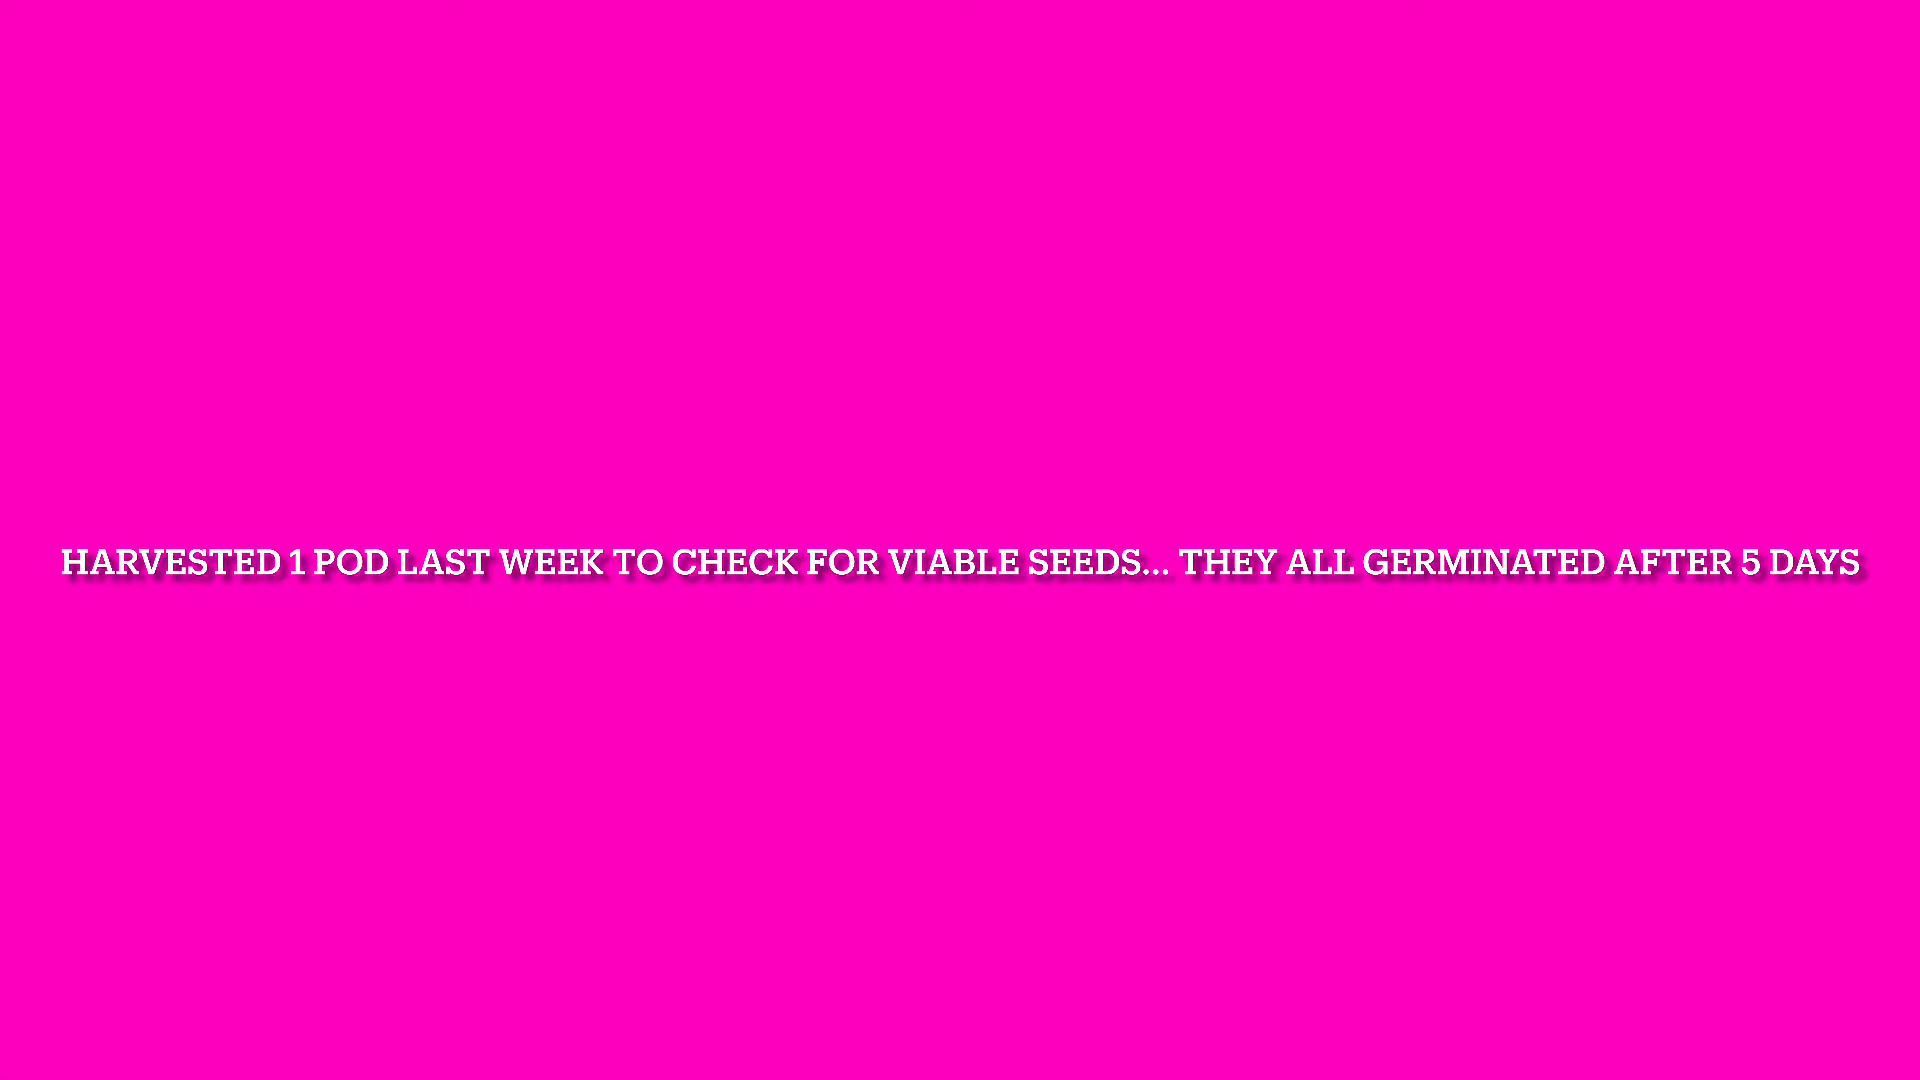 HARVESTED 1 POD LAST WEEK TO CHECK FOR VIABLE SEEDS... THEY ALL GERMINATED AFTER 5 DAYS